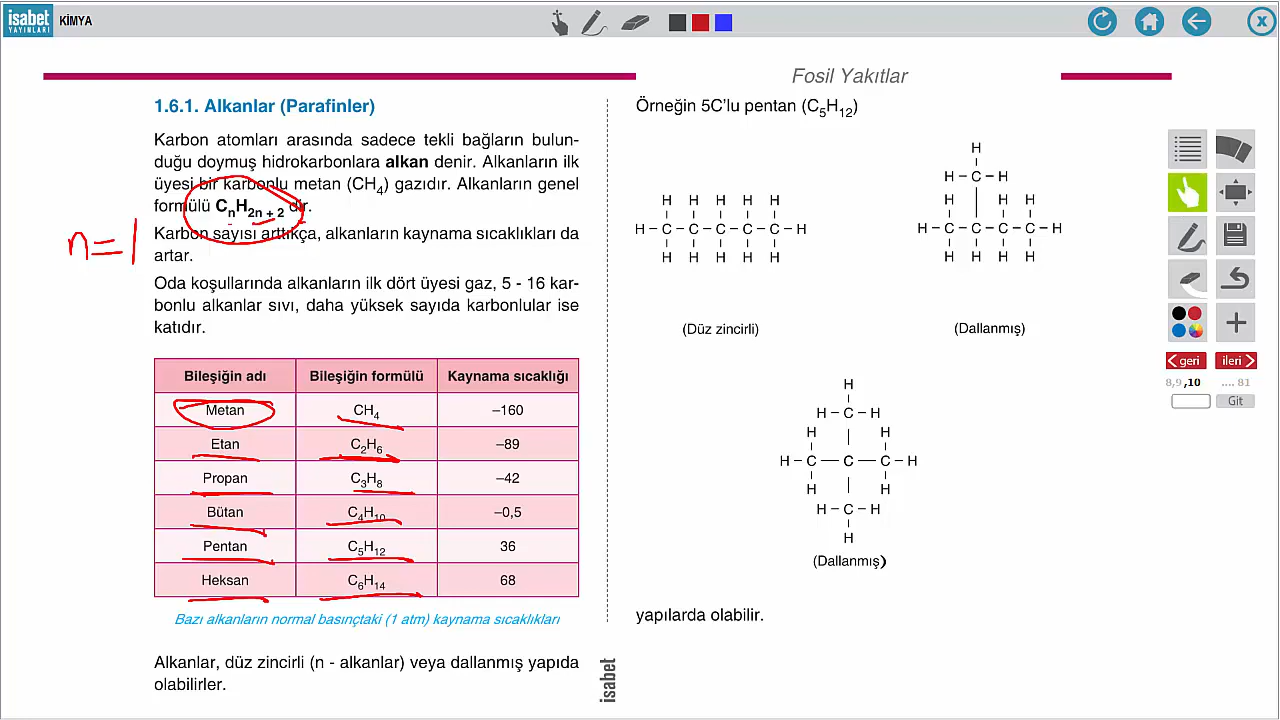 isabet
YAYINLARI
KİMYA
Fosil Yakıtlar
1.6.1. Alkanlar (Parafinler)
Karbon atomları arasında sadece tekli bağların bulun-
duğu doymuş hidrokarbonlara alkan denir. Alkanların ilk
üyesi bir karbonlu metan (CH4) gazıdır. Alkanların genel
formülü CnH2n + 2 dir.
n=1
Karbon sayısı arttıkça, alkanların kaynama sıcaklıkları da
artar.
Oda koşullarında alkanların ilk dört üyesi gaz, 5 - 16 kar-
bonlu alkanlar sıvı, daha yüksek sayıda karbonlular ise
katıdır.
Bileşiğin adı Bileşiğin formülü Kaynama sıcaklığı
Metan CH4 –160
Etan C2H6 –89
Propan C3H8 –42
Bütan C4H10 –0,5
Pentan C5H12 36
Heksan C6H14 68
Bazı alkanların normal basınçtaki (1 atm) kaynama sıcaklıkları
Alkanlar, düz zincirli (n - alkanlar) veya dallanmış yapıda
olabilirler.
isabet
Örneğin 5C'lu pentan (C5H12)
H H H H H
H – C – C – C – C – C – H
H H H H H
(Düz zincirli)
H
H – C – H
H H H
H – C – C – C – C – H
H H H H
(Dallanmış)
H
H – C – H
H H
H – C – C – C – H
H H
H – C – H
H
(Dallanmış)
yapılarda olabilir.
geri ileri
8,9 ,10 .... 81
Git